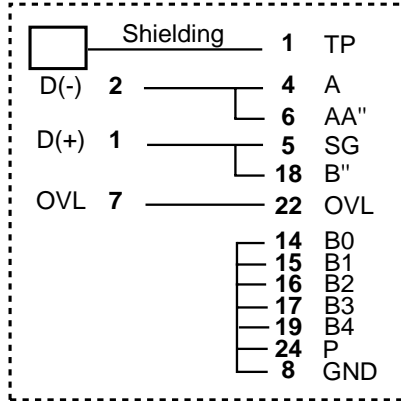 Shielding 1 TP
D(-) 2 4 A
6 AA"
D(+) 1 5 SG
18 B"
OVL 7 22 OVL
14 B0
15 B1
16 B2
17 B3
19 B4
24 P
8 GND